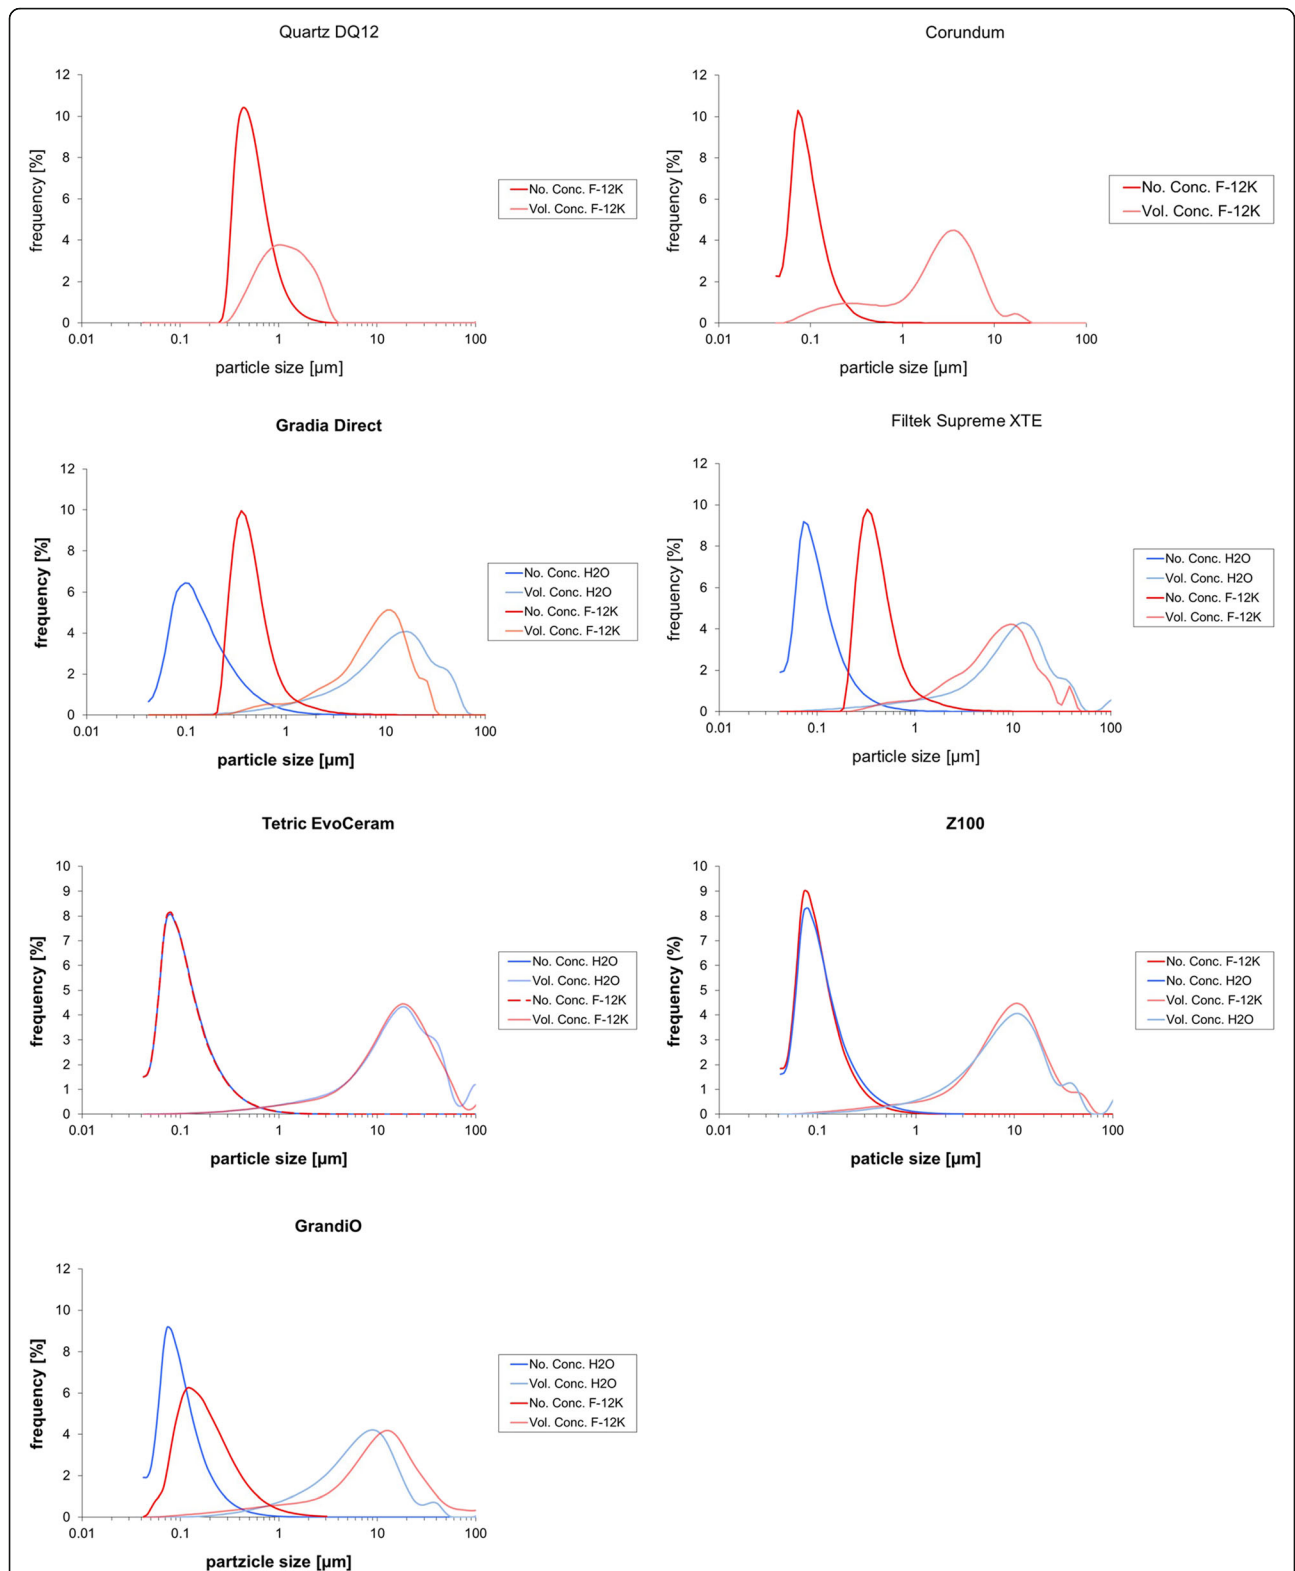 Quartz DQ12
12
10
8
6
4
2
0
0.01 0.1 1 10 100
frequency [%]
particle size [µm]
No. Conc. F-12K
Vol. Conc. F-12K
Corundum
12
10
8
6
4
2
0
0.01 0.1 1 10 100
frequency [%]
particle size [µm]
No. Conc. F-12K
Vol. Conc. F-12K
Gradia Direct
12
10
8
6
4
2
0
0.01 0.1 1 10 100
frequency [%]
particle size [µm]
No. Conc. H2O
Vol. Conc. H2O
No. Conc. F-12K
Vol. Conc. F-12K
Filtek Supreme XTE
12
10
8
6
4
2
0
0.01 0.1 1 10 100
frequency [%]
particle size [µm]
No. Conc. H2O
Vol. Conc. H2O
No. Conc. F-12K
Vol. Conc. F-12K
Tetric EvoCeram
10
9
8
7
6
5
4
3
2
1
0
0.01 0.1 1 10 100
frequency [%]
particle size [µm]
No. Conc. H2O
Vol. Conc. H2O
No. Conc. F-12K
Vol. Conc. F-12K
Z100
10
9
8
7
6
5
4
3
2
1
0
0.01 0.1 1 10 100
frequency (%)
paticle size [µm]
No. Conc. F-12K
No. Conc. H2O
Vol. Conc. F-12K
Vol. Conc. H2O
GrandiO
12
10
8
6
4
2
0
0.01 0.1 1 10 100
frequency [%]
partzicle size [µm]
No. Conc. H2O
Vol. Conc. H2O
No. Conc. F-12K
Vol. Conc. F-12K